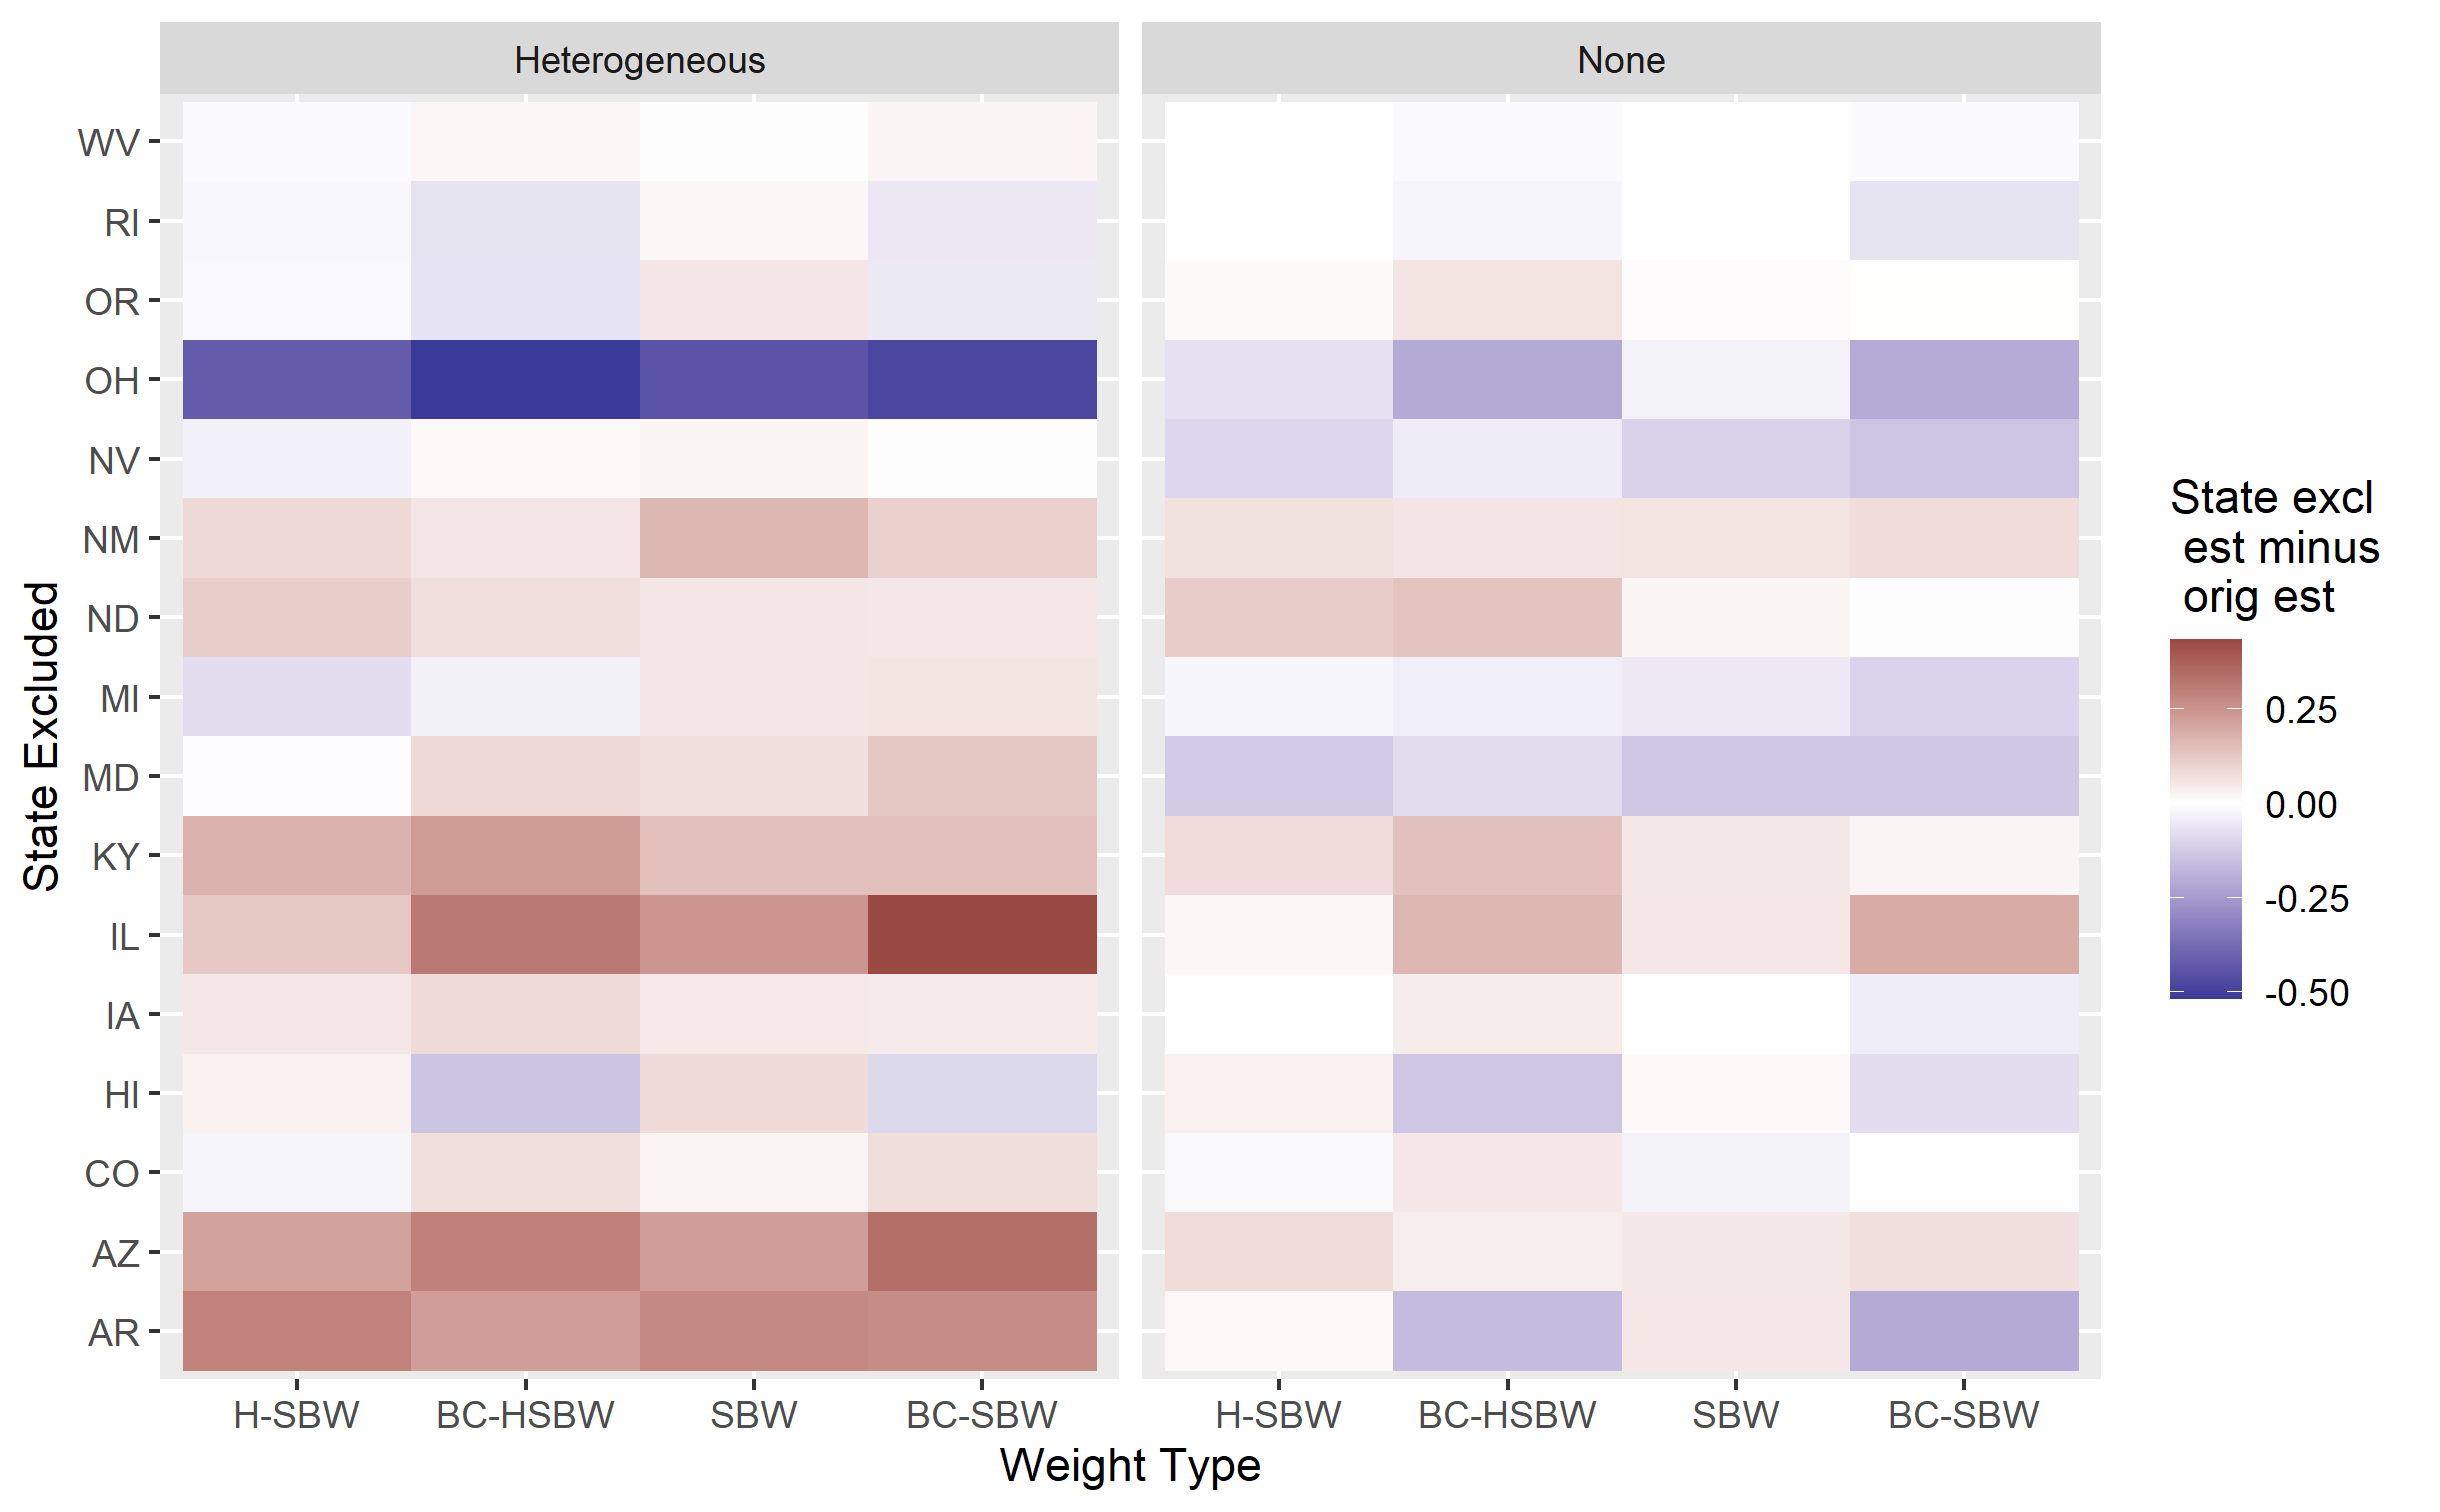 Heterogeneous
None
State Excluded
WV
RI
OR
OH
NV
NM
ND
MI
MD
KY
IL
IA
HI
CO
AZ
AR
H-SBW
BC-HSBW
SBW
BC-SBW
H-SBW
BC-HSBW
SBW
BC-SBW
Weight Type
State excl
est minus
orig est
0.25
0.00
-0.25
-0.50